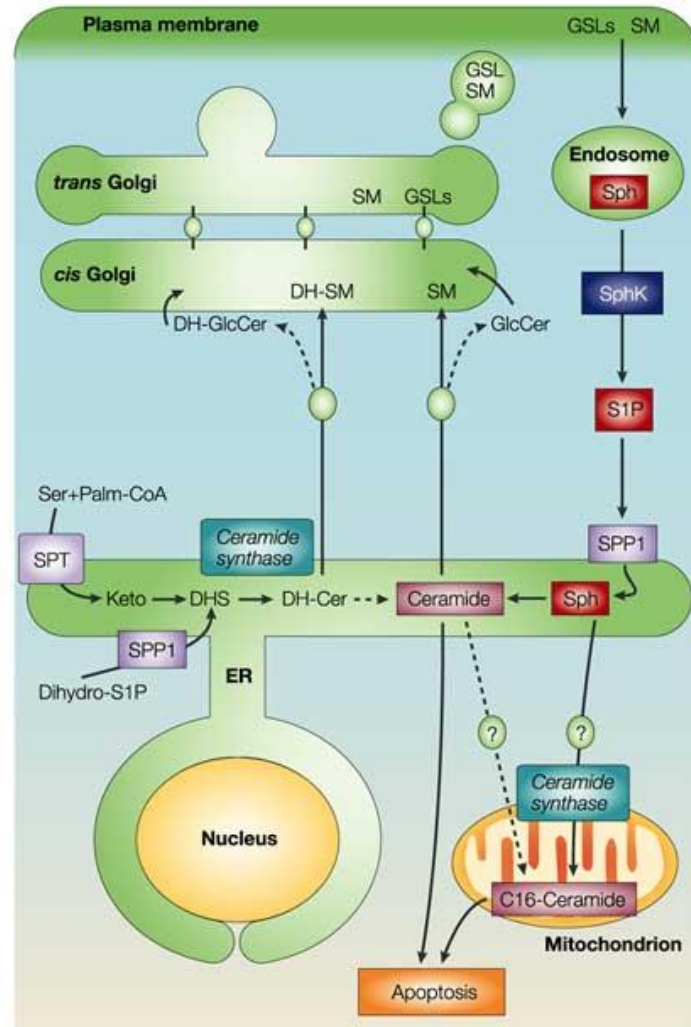 Plasma membrane
GSLs SM
GSL
SM
Endosome
Sph
trans Golgi
SM GSLs
cis Golgi
DH-SM
SM
SphK
DH-GlcCer
GlcCer
S1P
Ser+Palm-CoA
SPT
Ceramide
synthase
SPP1
Keto
DHS
DH-Cer
Ceramide
Sph
SPP1
Dihydro-S1P
ER
?
?
Ceramide
synthase
Nucleus
C16-Ceramide
Mitochondrion
Apoptosis